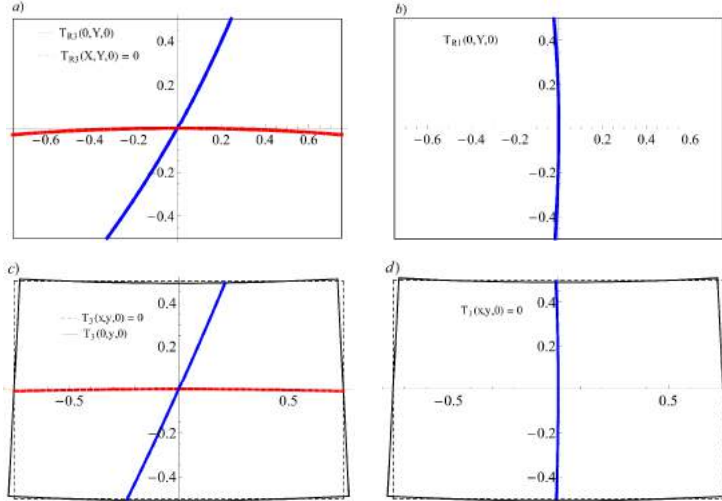 a)
0.4
T_R3(0,Y,0)
T_R3(X,Y,0) = 0
0.2
−0.6 −0.4 −0.2 0.2 0.4 0.6
−0.2
−0.4
b)
0.4
T_R1(0,Y,0)
0.2
−0.6 −0.4 −0.2 0.2 0.4 0.6
−0.2
−0.4
c)
0.4
T_3(x,y,0) = 0
T_3(0,y,0)
0.2
−0.5 0.5
−0.2
−0.4
d)
0.4
T_1(x,y,0) = 0
0.2
−0.5 0.5
−0.2
−0.4